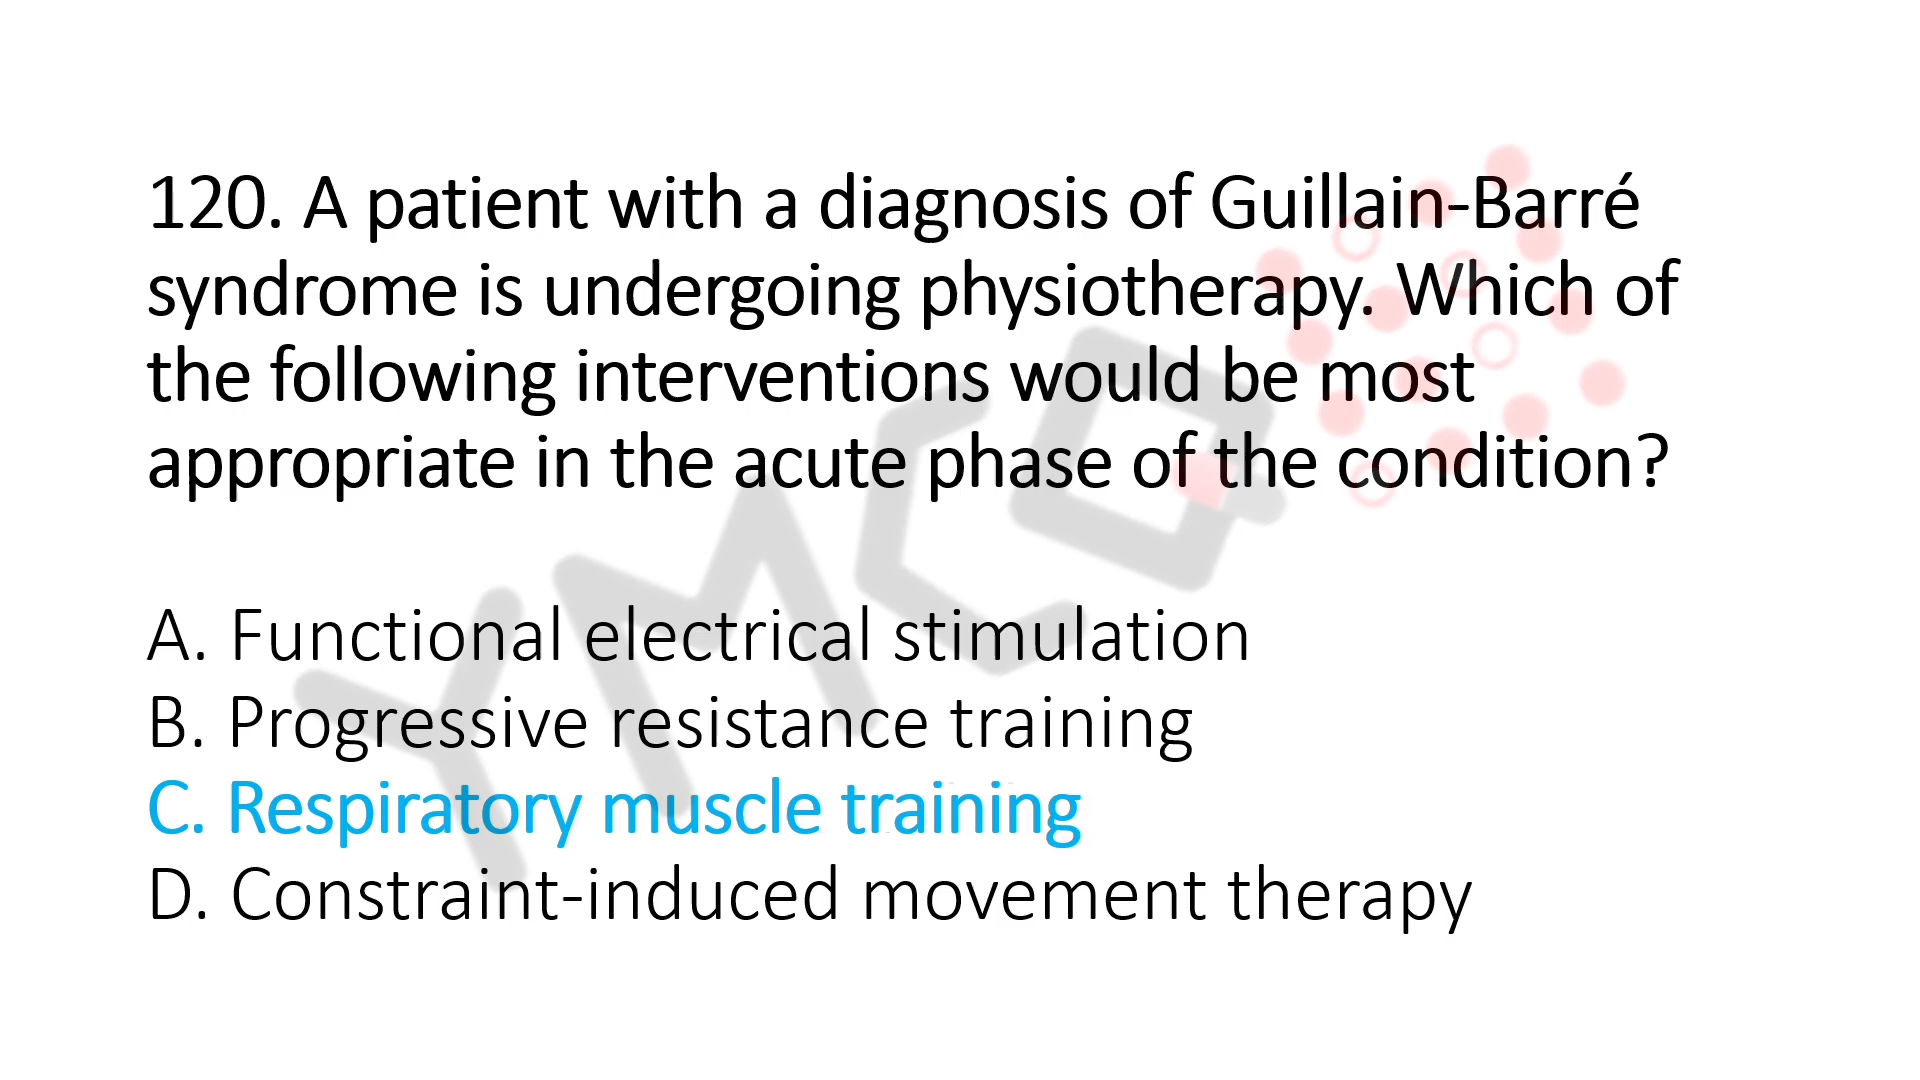 120. A patient with a diagnosis of Guillain-Barré
syndrome is undergoing physiotherapy. Which of
the following interventions would be most
appropriate in the acute phase of the condition?
A. Functional electrical stimulation
B. Progressive resistance training
C. Respiratory muscle training
D. Constraint-induced movement therapy
YMCQ